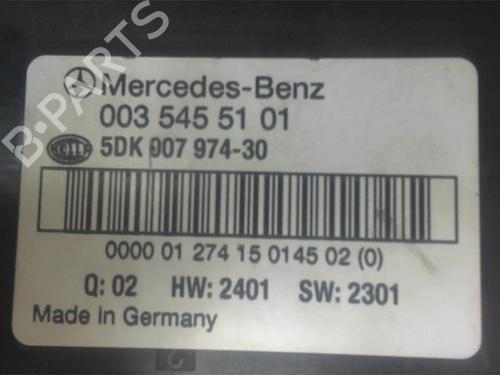 Mercedes-Benz
003 545 51 01
HELLA 5DK 007 974-30
0000 01 274 15 0145 02 (0)
Q: 02 HW: 2401 SW: 2301
Made in Germany
B-PARTS